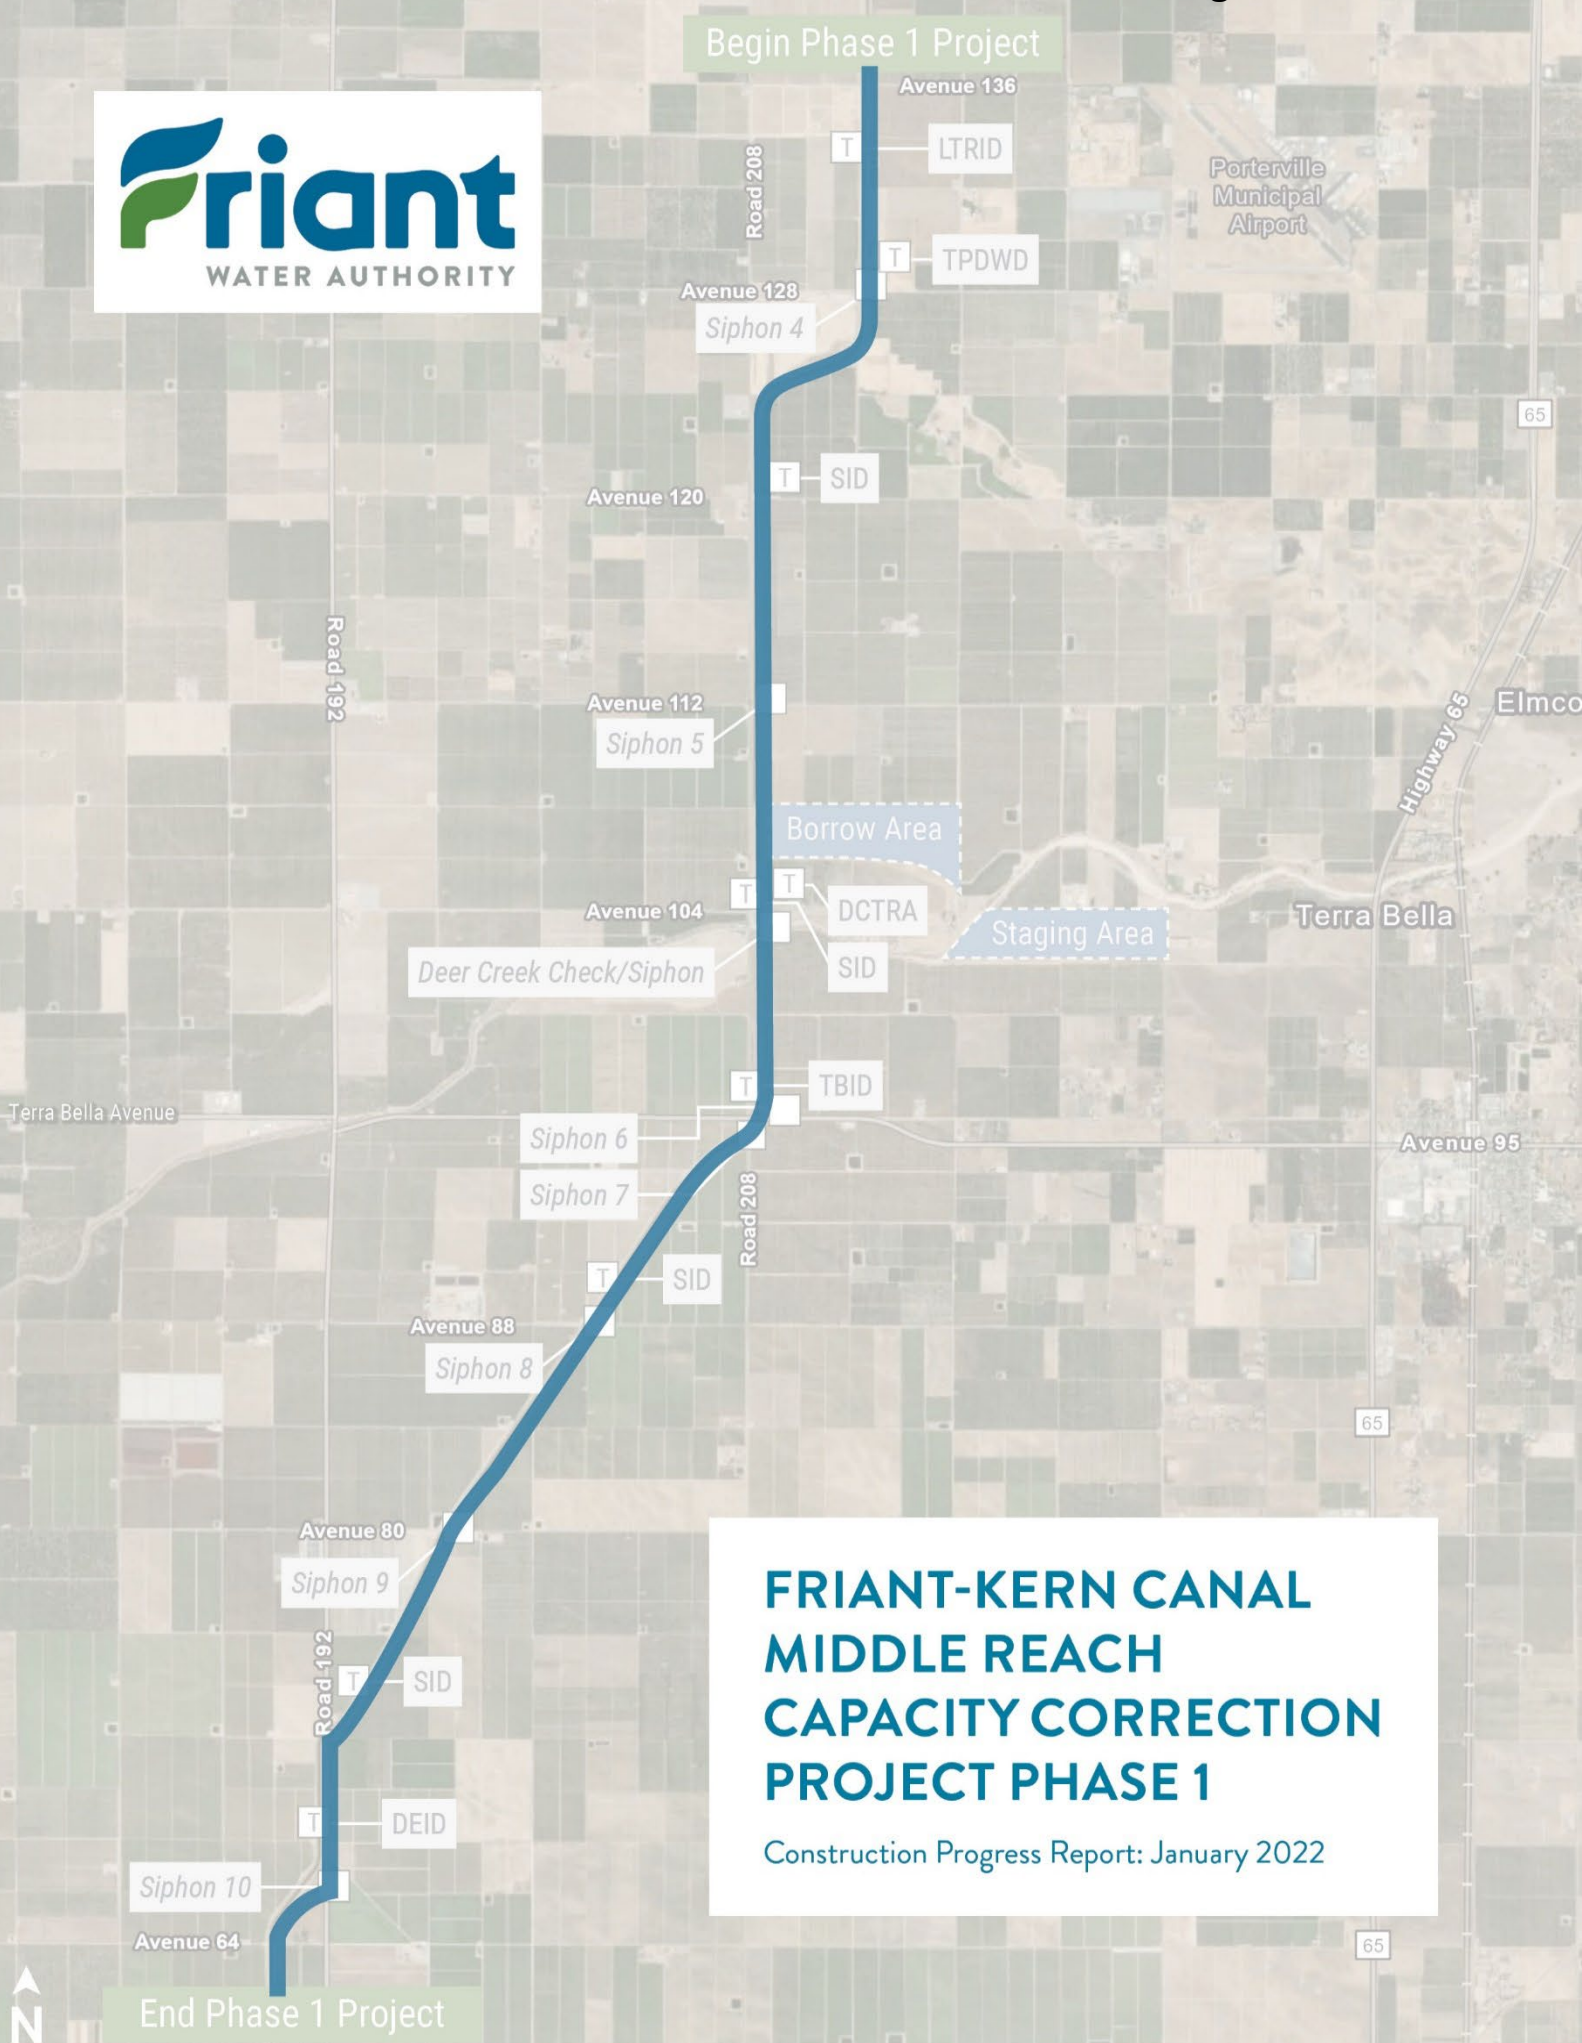 Begin Phase 1 Project
Avenue 136
Friant
WATER AUTHORITY
T
LTRID
Road 208
Porterville
Municipal
Airport
T
TPDWD
Avenue 128
Siphon 4
65
T
SID
Avenue 120
Road 192
Avenue 112
Siphon 5
Highway 65
Elmco
Borrow Area
T
T
DCTRA
Avenue 104
Terra Bella
Staging Area
Deer Creek Check/Siphon
SID
T
TBID
Terra Bella Avenue
Siphon 6
Avenue 95
Siphon 7
Road 208
T
SID
Avenue 88
Siphon 8
65
Avenue 80
Siphon 9
Road 192
T
SID
T
DEID
Siphon 10
Avenue 64
65
N
End Phase 1 Project
FRIANT-KERN CANAL
MIDDLE REACH
CAPACITY CORRECTION
PROJECT PHASE 1
Construction Progress Report: January 2022